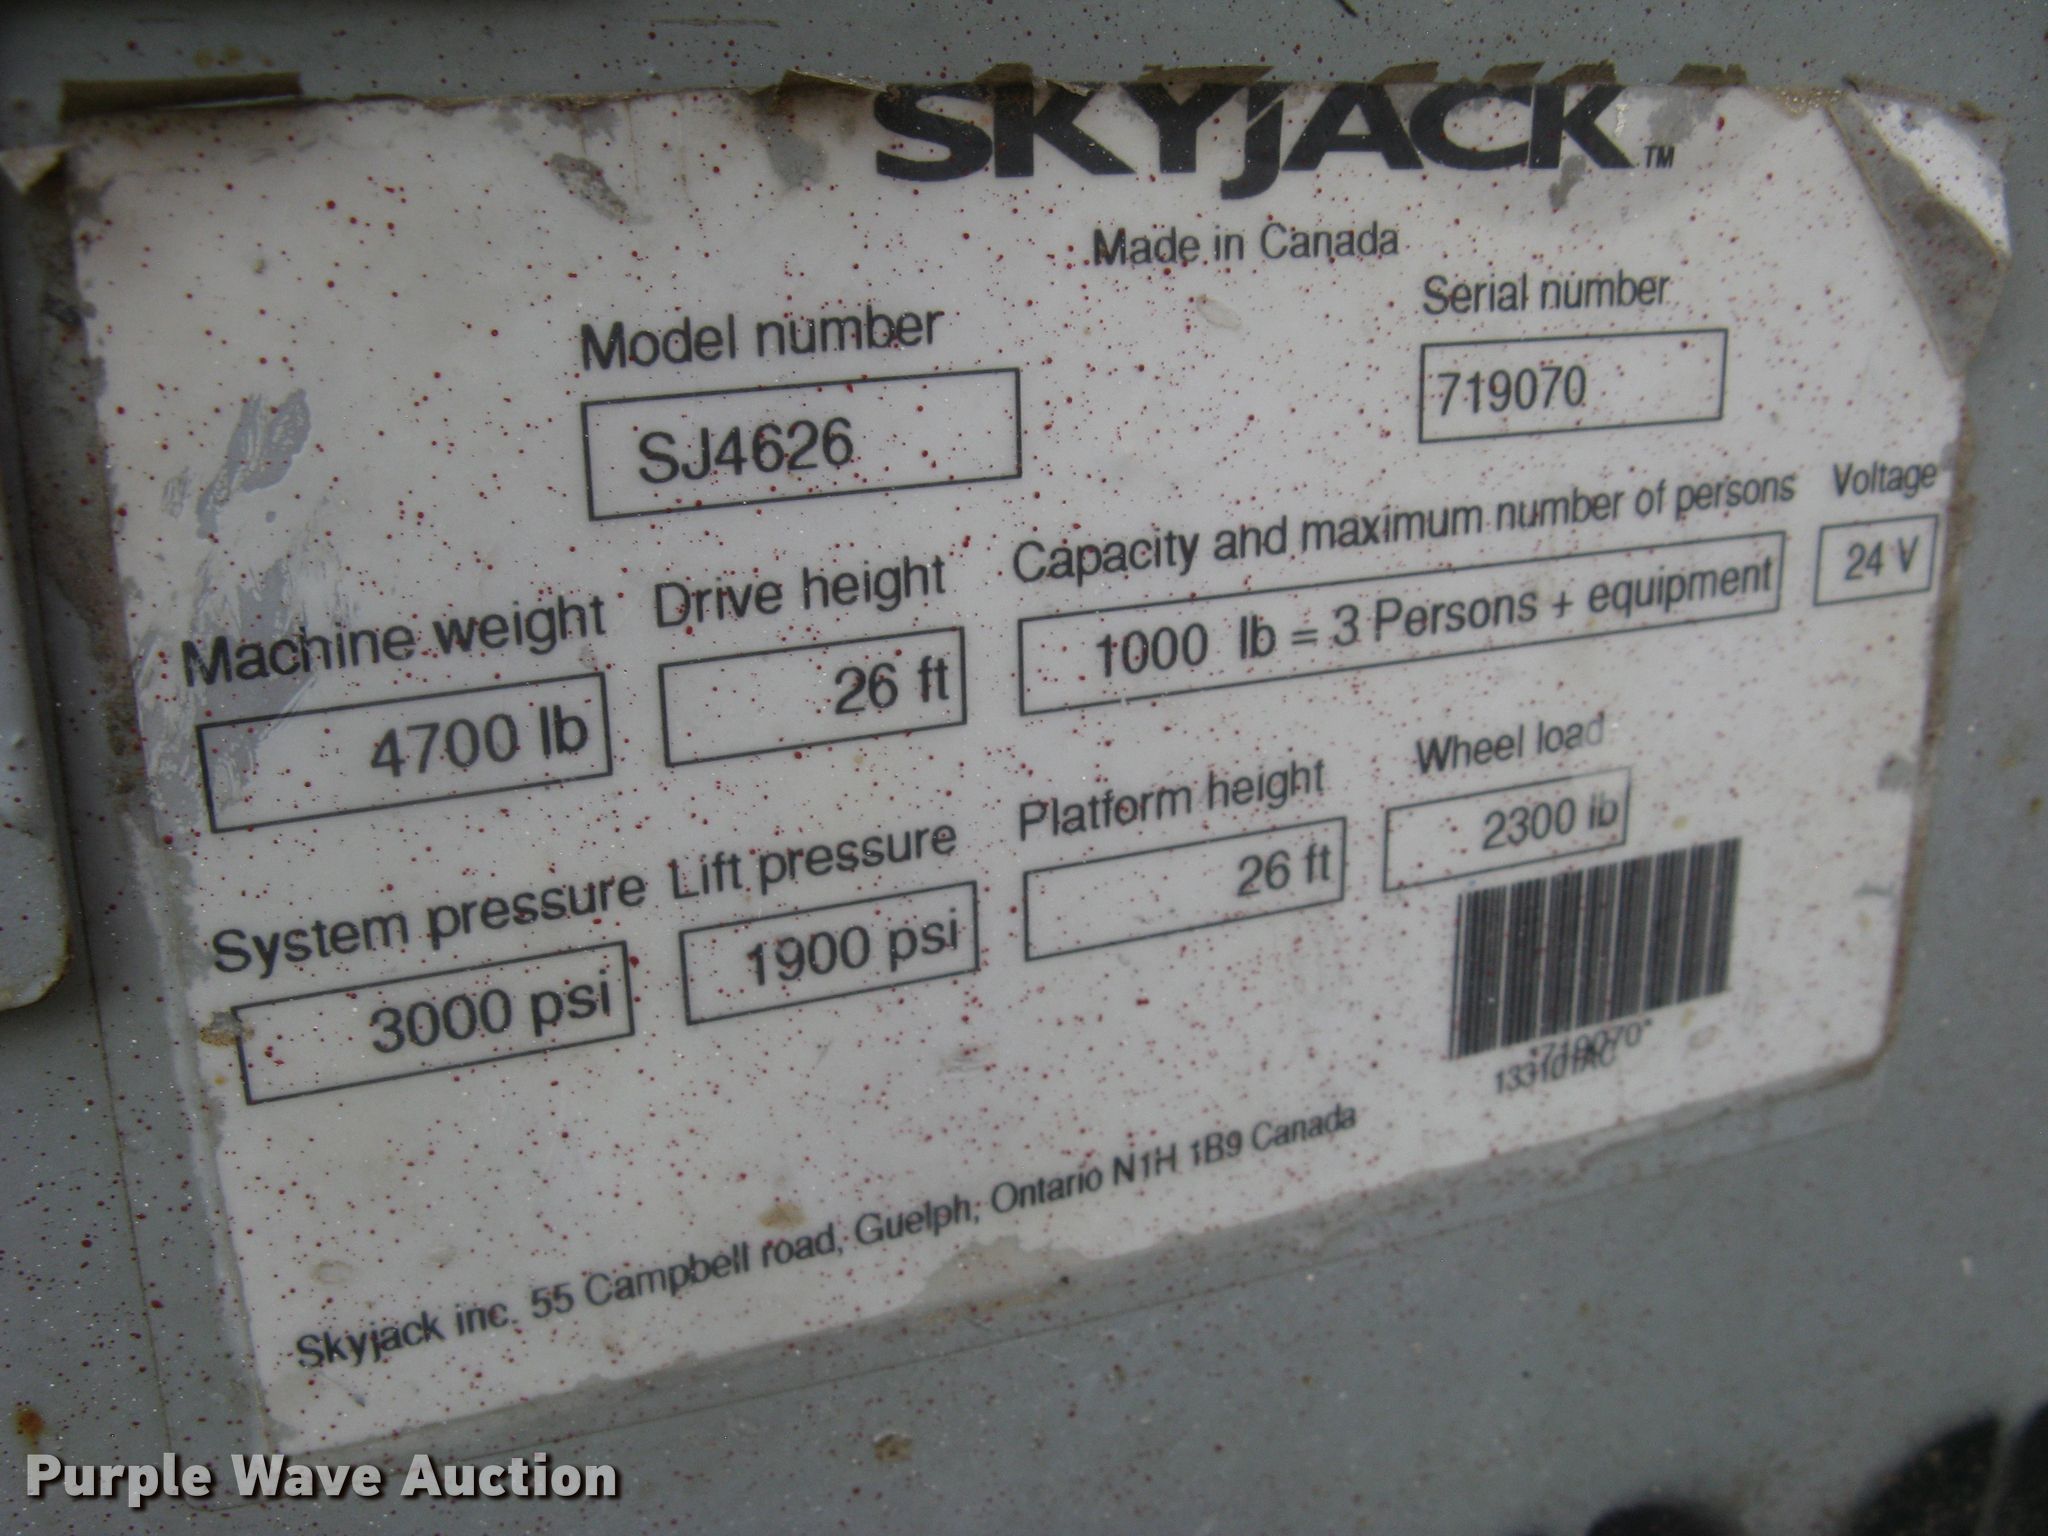 SKYJACK™
Made in Canada
Model number
Serial number
SJ4626
719070
Machine weight
Drive height
Capacity and maximum number of persons
Voltage
4700 lb
26 ft
1000 lb = 3 Persons + equipment
24 V
System pressure
Lift pressure
Platform height
Wheel load
3000 psi
1900 psi
26 ft
2300 lb
*719070*
133101AC
Skyjack inc. 55 Campbell road, Guelph, Ontario N1H 1B9 Canada
Purple Wave Auction